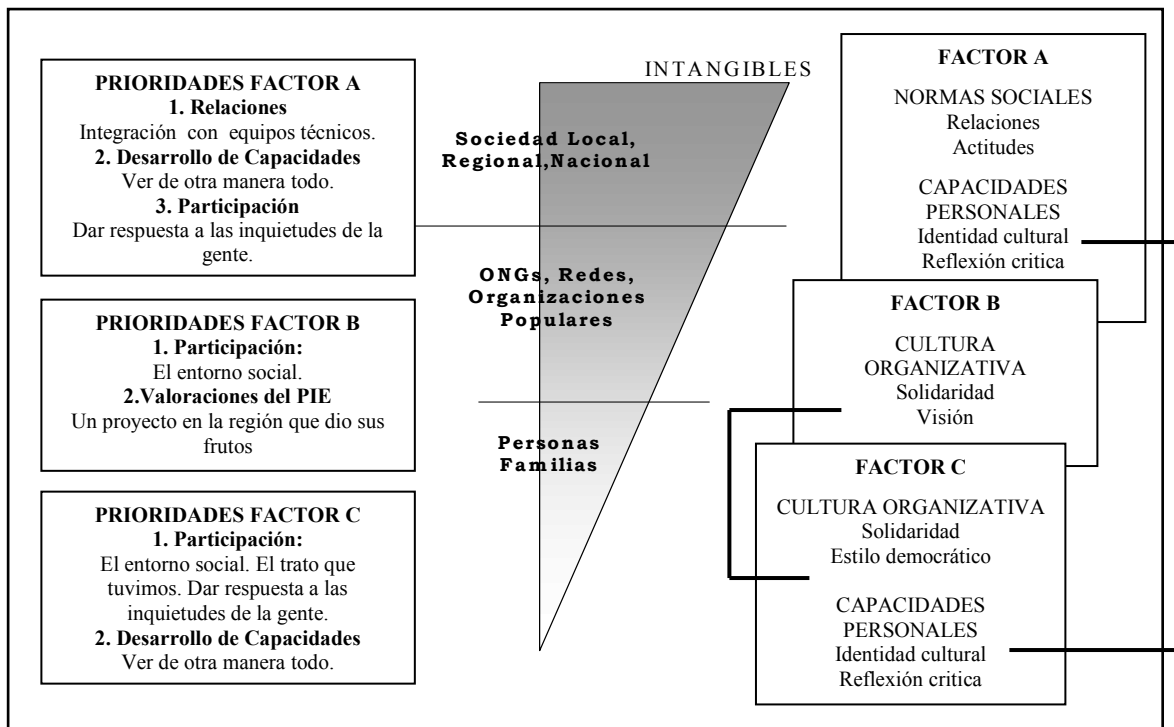 PRIORIDADES FACTOR A
1. Relaciones
Integración con equipos técnicos.
2. Desarrollo de Capacidades
Ver de otra manera todo.
3. Participación
Dar respuesta a las inquietudes de la
gente.
PRIORIDADES FACTOR B
1. Participación:
El entorno social.
2.Valoraciones del PIE
Un proyecto en la región que dio sus
frutos
PRIORIDADES FACTOR C
1. Participación:
El entorno social. El trato que
tuvimos. Dar respuesta a las
inquietudes de la gente.
2. Desarrollo de Capacidades
Ver de otra manera todo.
INTANGIBLES
Sociedad Local,
Regional,Nacional
ONGs, Redes,
Organizaciones
Populares
Personas
Familias
FACTOR A
NORMAS SOCIALES
Relaciones
Actitudes
CAPACIDADES
PERSONALES
Identidad cultural
Reflexión critica
FACTOR B
CULTURA
ORGANIZATIVA
Solidaridad
Visión
FACTOR C
CULTURA ORGANIZATIVA
Solidaridad
Estilo democrático
CAPACIDADES
PERSONALES
Identidad cultural
Reflexión critica